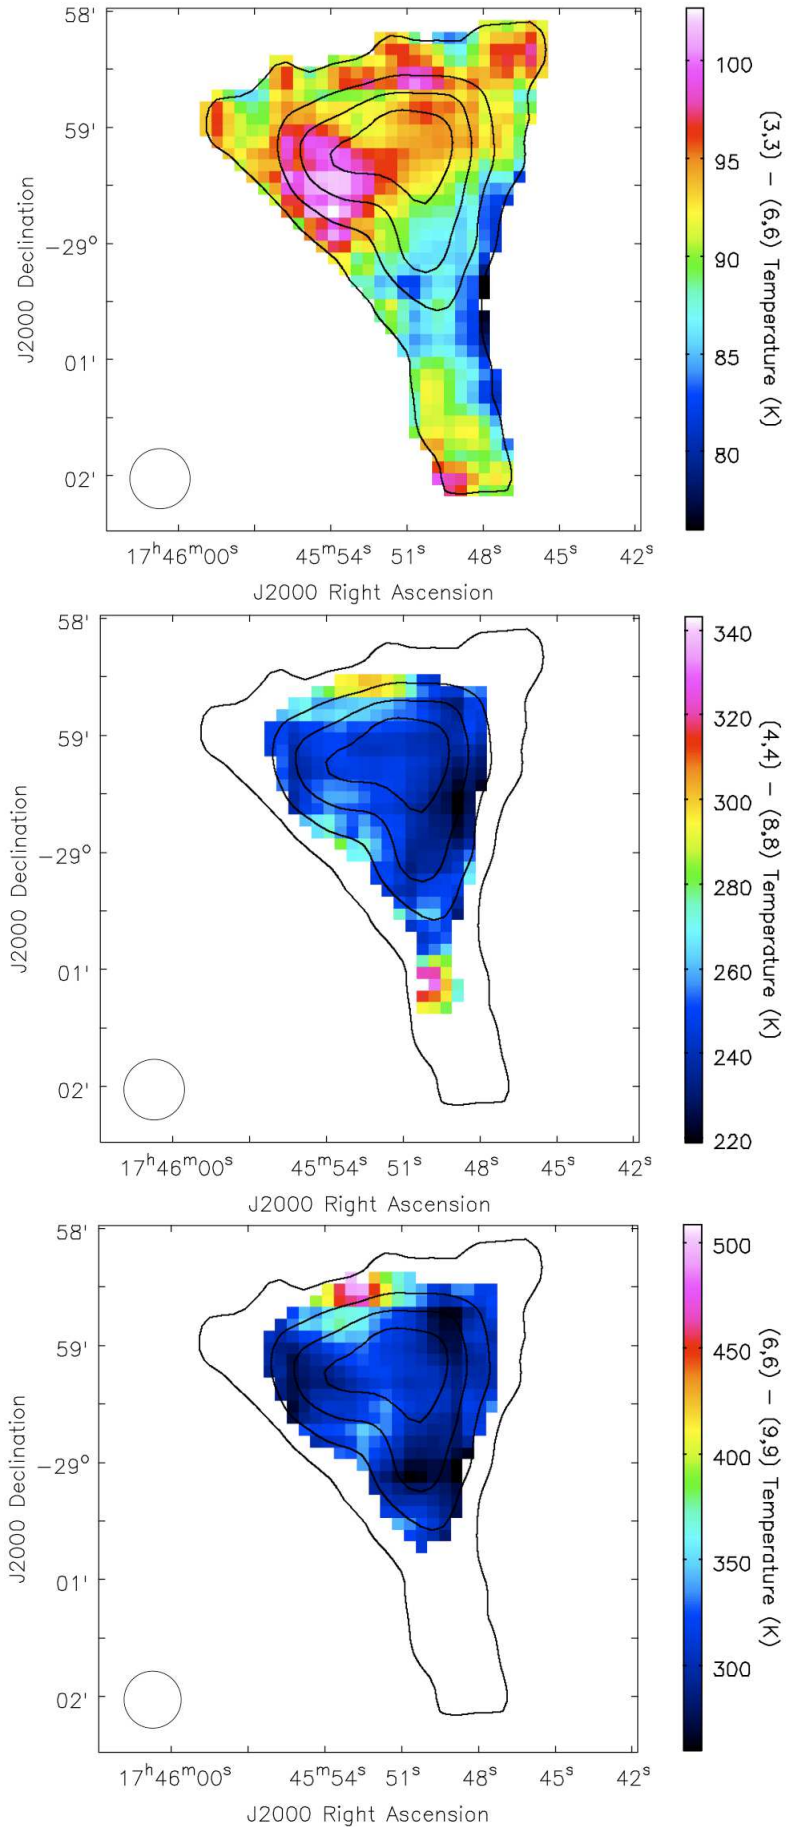 58'
59'
−29°
01'
02'
J2000 Declination
17ʰ46ᵐ00ˢ 45ᵐ54ˢ 51ˢ 48ˢ 45ˢ 42ˢ
J2000 Right Ascension
100
95
90
85
80
(3,3) − (6,6) Temperature (K)
58'
59'
−29°
01'
02'
J2000 Declination
17ʰ46ᵐ00ˢ 45ᵐ54ˢ 51ˢ 48ˢ 45ˢ 42ˢ
J2000 Right Ascension
340
320
300
280
260
240
220
(4,4) − (8,8) Temperature (K)
58'
59'
−29°
01'
02'
J2000 Declination
17ʰ46ᵐ00ˢ 45ᵐ54ˢ 51ˢ 48ˢ 45ˢ 42ˢ
J2000 Right Ascension
500
450
400
350
300
(6,6) − (9,9) Temperature (K)